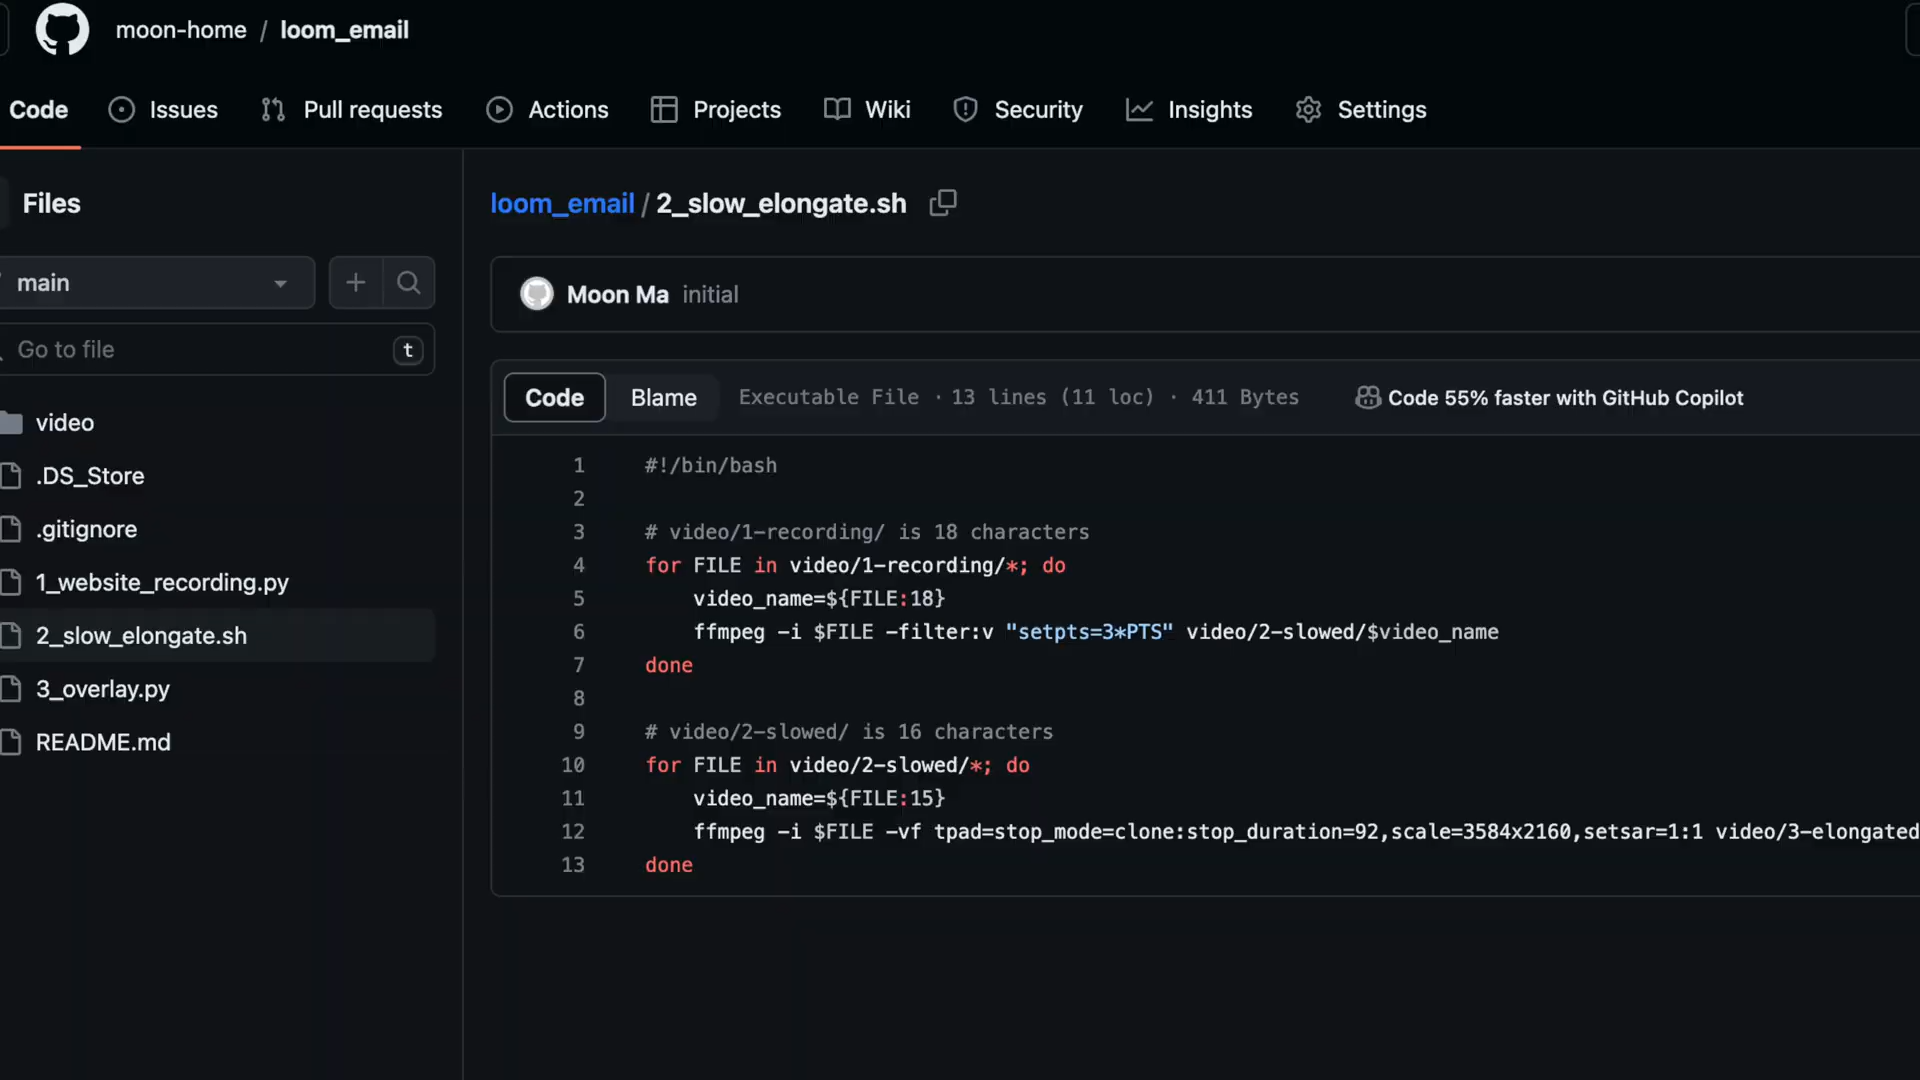 moon-home / loom_email
Code Issues Pull requests Actions Projects Wiki Security Insights Settings
Files
main
Go to file t
video
.DS_Store
.gitignore
1_website_recording.py
2_slow_elongate.sh
3_overlay.py
README.md
loom_email / 2_slow_elongate.sh
Moon Ma initial
Code Blame Executable File · 13 lines (11 loc) · 411 Bytes Code 55% faster with GitHub Copilot
1 #!/bin/bash
2
3 # video/1-recording/ is 18 characters
4 for FILE in video/1-recording/*; do
5 video_name=${FILE:18}
6 ffmpeg -i $FILE -filter:v "setpts=3*PTS" video/2-slowed/$video_name
7 done
8
9 # video/2-slowed/ is 16 characters
10 for FILE in video/2-slowed/*; do
11 video_name=${FILE:15}
12 ffmpeg -i $FILE -vf tpad=stop_mode=clone:stop_duration=92,scale=3584x2160,setsar=1:1 video/3-elongated
13 done